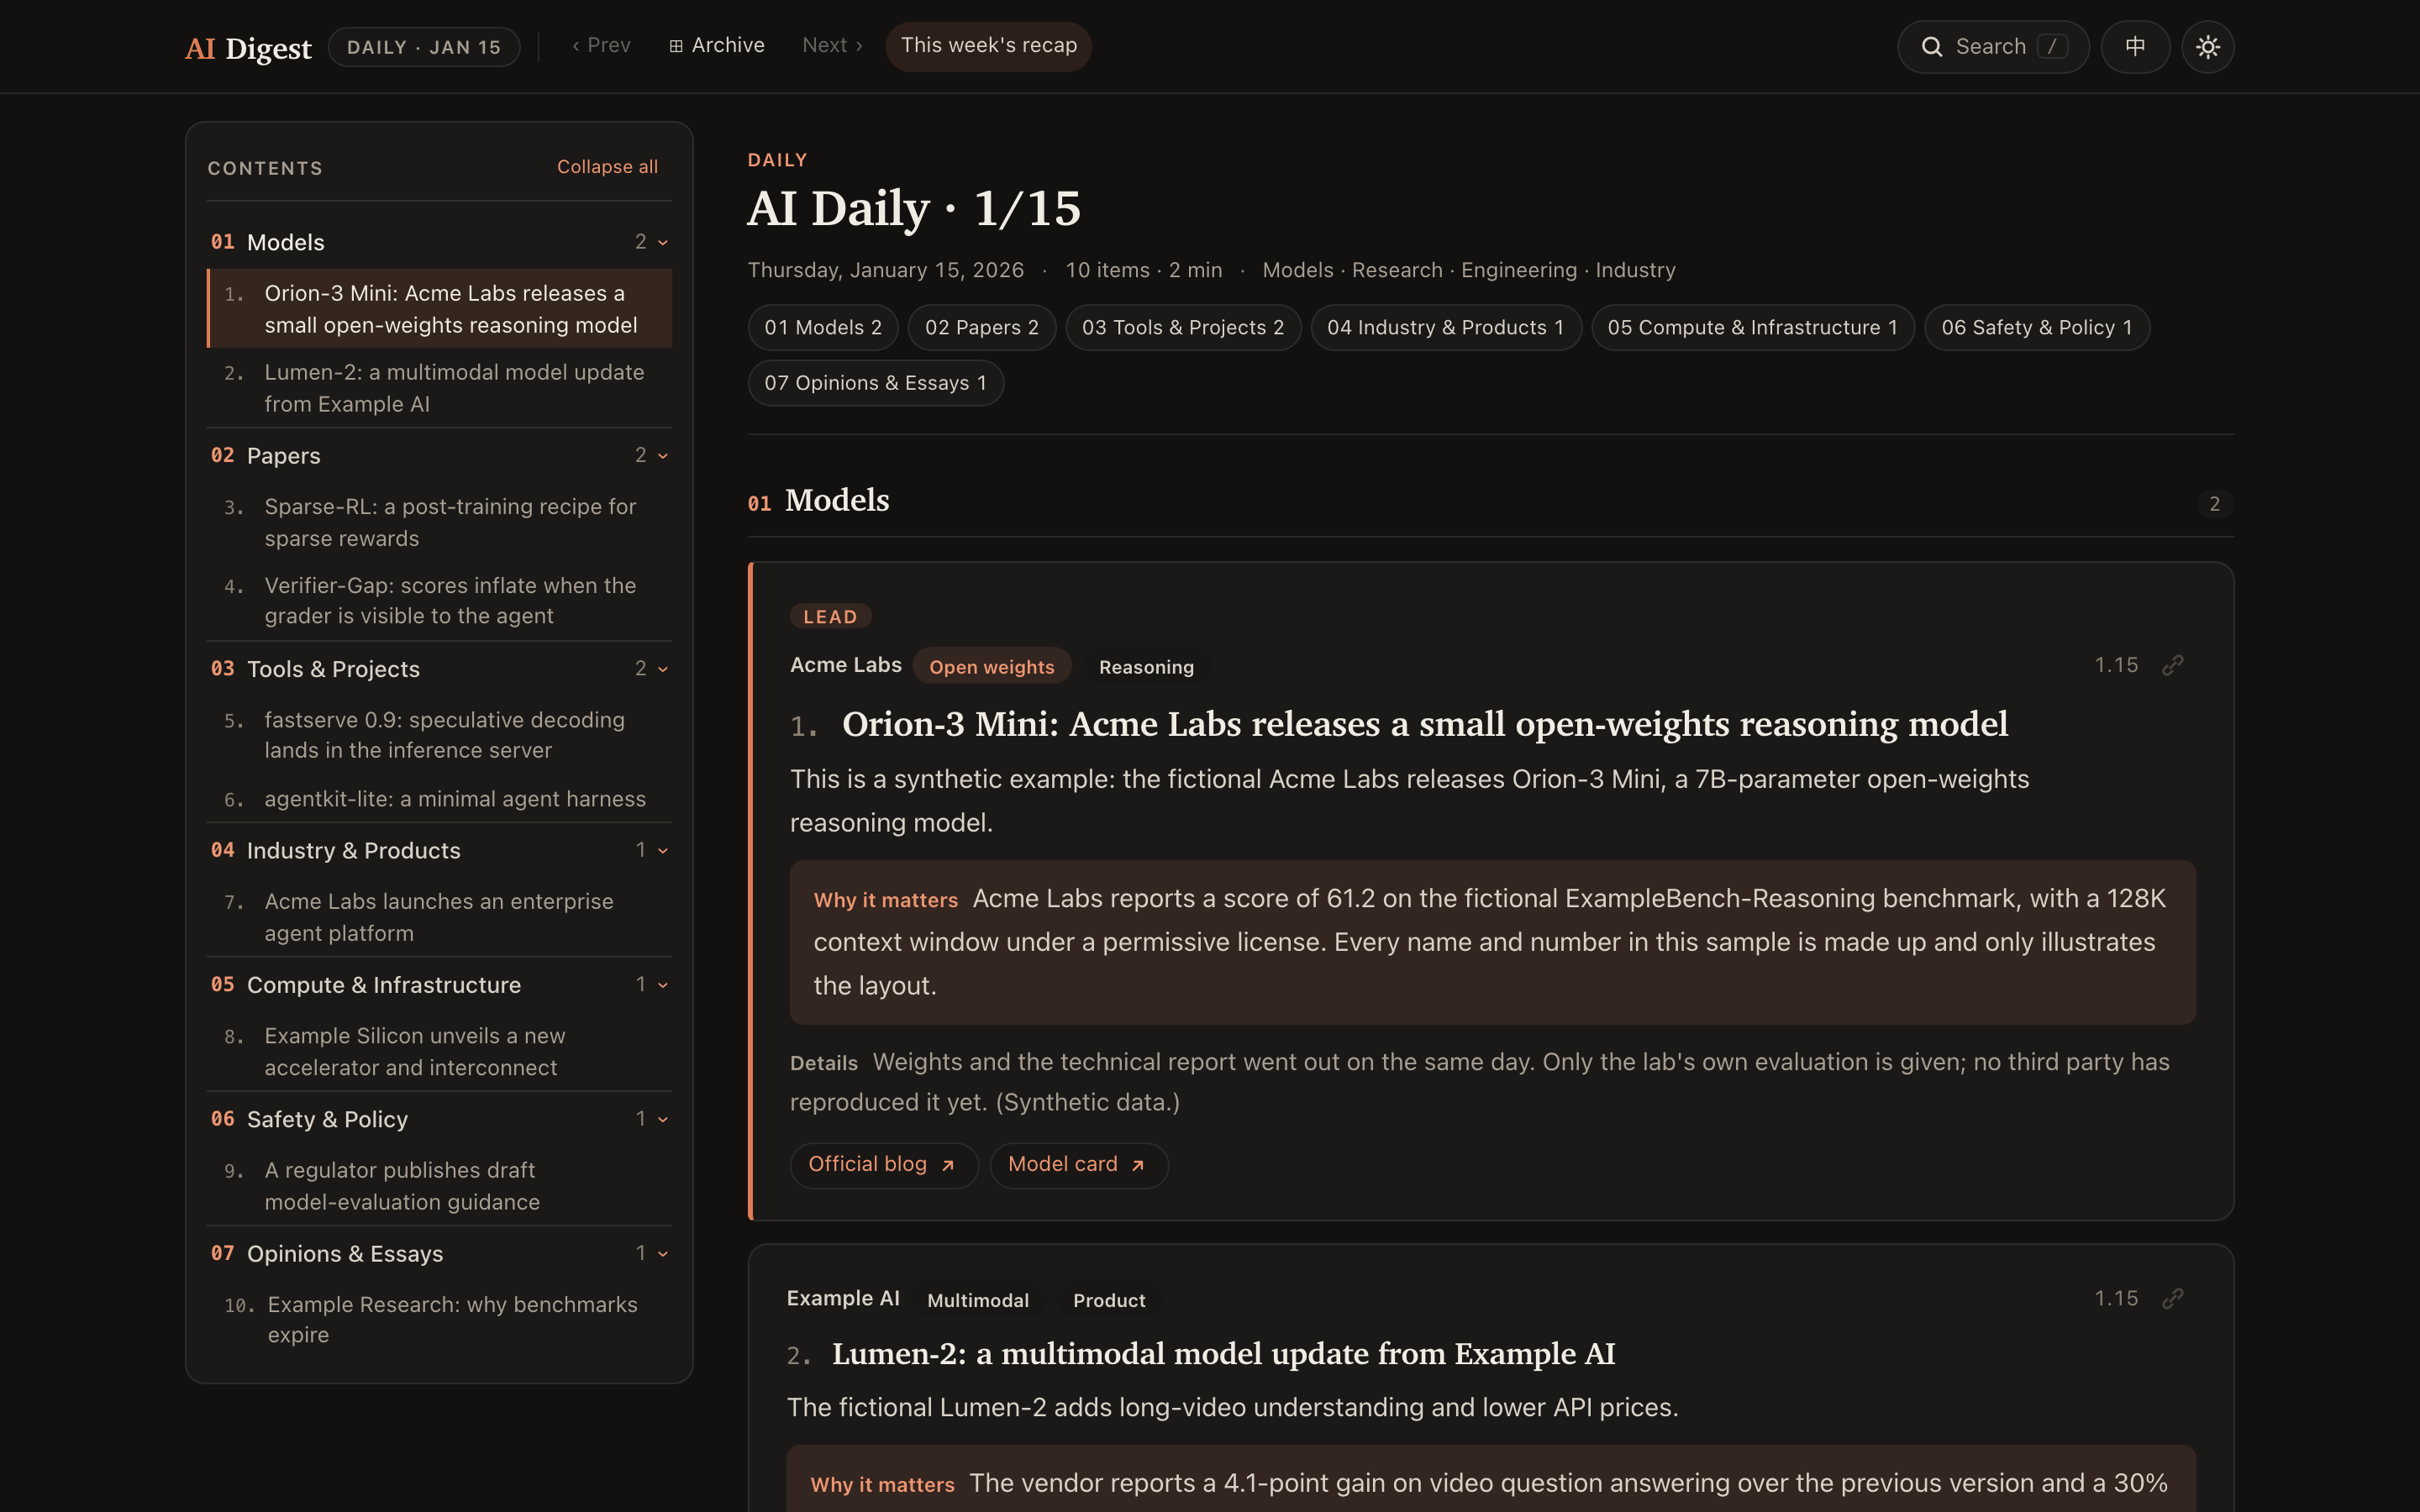 AI Digest DAILY · JAN 15 ‹ Prev Archive Next › This week's recap Search / 中
CONTENTS Collapse all
01 Models 2
1. Orion-3 Mini: Acme Labs releases a
small open-weights reasoning model
2. Lumen-2: a multimodal model update
from Example AI
02 Papers 2
3. Sparse-RL: a post-training recipe for
sparse rewards
4. Verifier-Gap: scores inflate when the
grader is visible to the agent
03 Tools & Projects 2
5. fastserve 0.9: speculative decoding
lands in the inference server
6. agentkit-lite: a minimal agent harness
04 Industry & Products 1
7. Acme Labs launches an enterprise
agent platform
05 Compute & Infrastructure 1
8. Example Silicon unveils a new
accelerator and interconnect
06 Safety & Policy 1
9. A regulator publishes draft
model-evaluation guidance
07 Opinions & Essays 1
10. Example Research: why benchmarks
expire
DAILY
AI Daily · 1/15
Thursday, January 15, 2026 · 10 items · 2 min · Models · Research · Engineering · Industry
01 Models 2 02 Papers 2 03 Tools & Projects 2 04 Industry & Products 1 05 Compute & Infrastructure 1 06 Safety & Policy 1
07 Opinions & Essays 1
01 Models 2
LEAD
Acme Labs Open weights Reasoning 1.15
1. Orion-3 Mini: Acme Labs releases a small open-weights reasoning model
This is a synthetic example: the fictional Acme Labs releases Orion-3 Mini, a 7B-parameter open-weights
reasoning model.
Why it matters Acme Labs reports a score of 61.2 on the fictional ExampleBench-Reasoning benchmark, with a 128K
context window under a permissive license. Every name and number in this sample is made up and only illustrates
the layout.
Details Weights and the technical report went out on the same day. Only the lab's own evaluation is given; no third party has
reproduced it yet. (Synthetic data.)
Official blog ↗ Model card ↗
Example AI Multimodal Product 1.15
2. Lumen-2: a multimodal model update from Example AI
The fictional Lumen-2 adds long-video understanding and lower API prices.
Why it matters The vendor reports a 4.1-point gain on video question answering over the previous version and a 30%